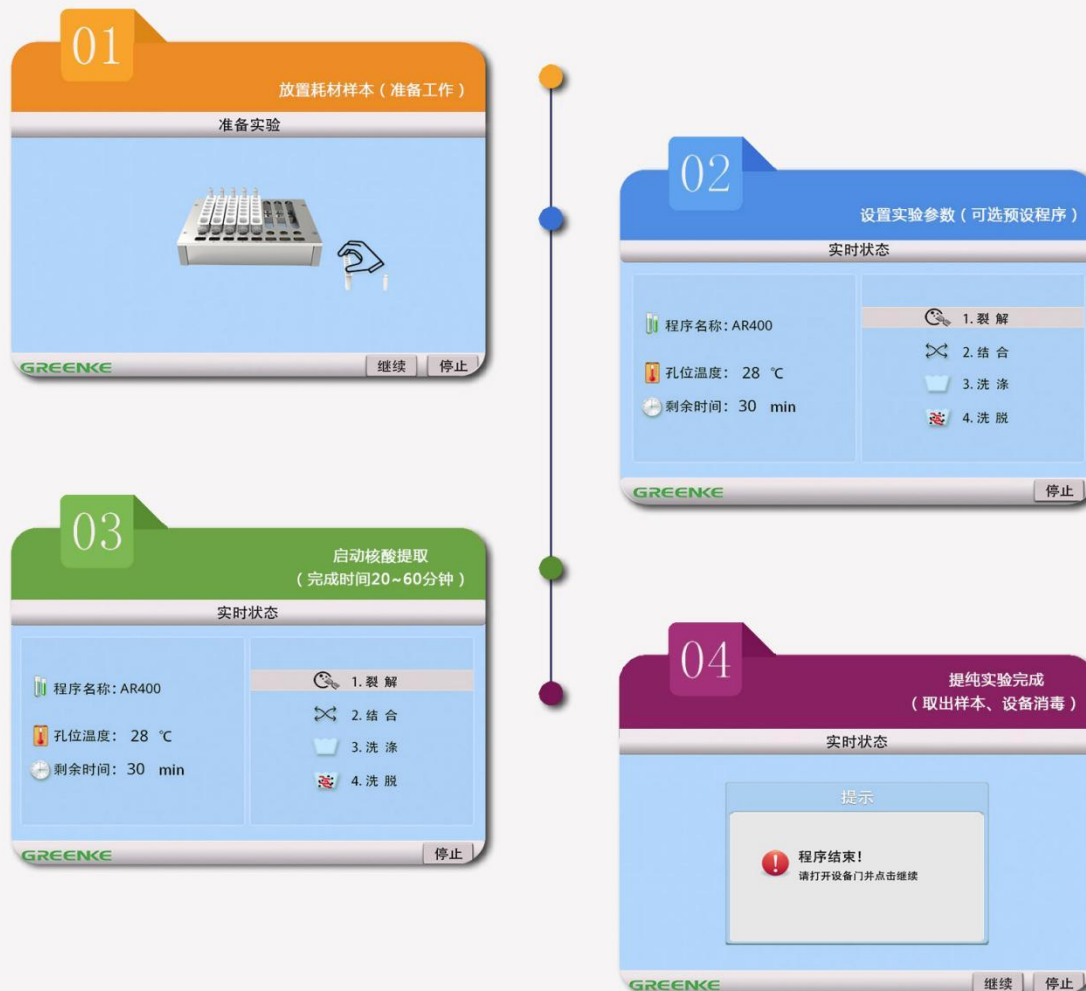 01
放置耗材样本（准备工作）
准备实验
GREENKE
继续
停止
02
设置实验参数（可选预设程序）
实时状态
程序名称：AR400
孔位温度： 28 ℃
剩余时间： 30 min
1.裂 解
2.结 合
3.洗 涤
4.洗 脱
GREENKE
停止
03
启动核酸提取
（完成时间20~60分钟）
实时状态
程序名称：AR400
孔位温度： 28 ℃
剩余时间： 30 min
1.裂 解
2.结 合
3.洗 涤
4.洗 脱
GREENKE
停止
04
提纯实验完成
（取出样本、设备消毒）
实时状态
提示
程序结束！
请打开设备门并点击继续
GREENKE
继续
停止